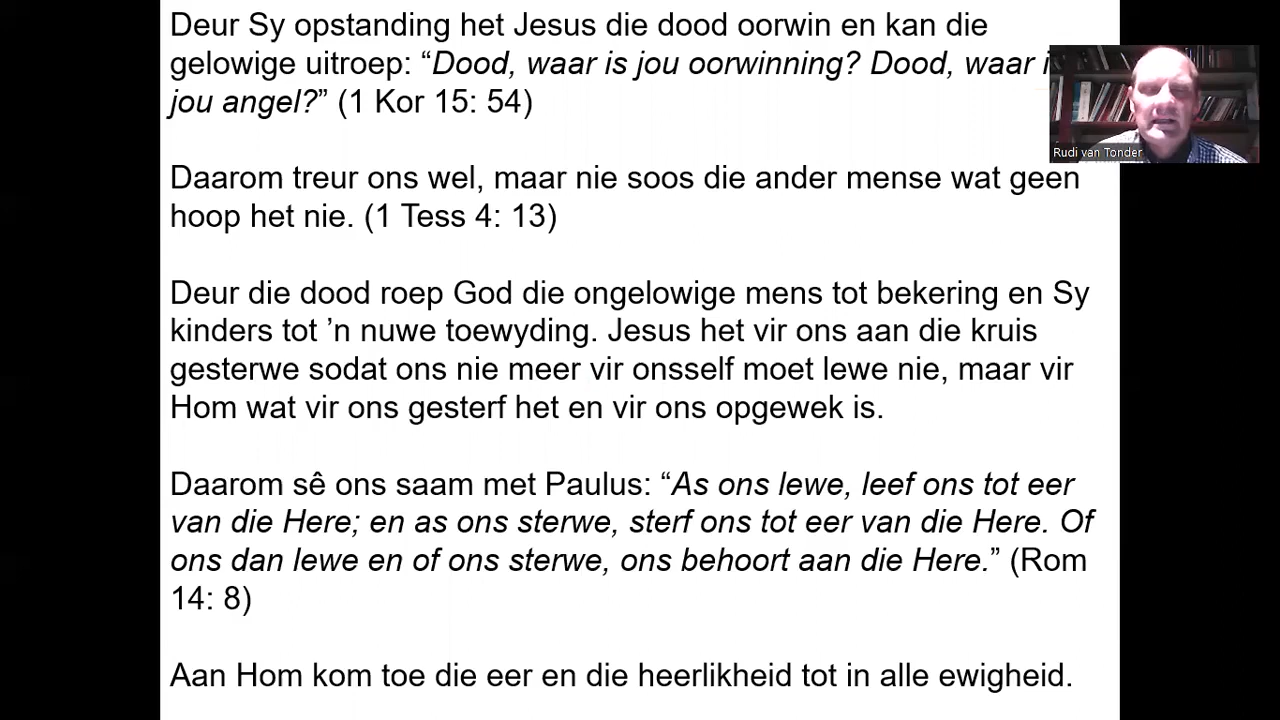 Deur Sy opstanding het Jesus die dood oorwin en kan die
gelowige uitroep: “Dood, waar is jou oorwinning? Dood, waar i
jou angel?” (1 Kor 15: 54)
Daarom treur ons wel, maar nie soos die ander mense wat geen
hoop het nie. (1 Tess 4: 13)
Deur die dood roep God die ongelowige mens tot bekering en Sy
kinders tot ’n nuwe toewyding. Jesus het vir ons aan die kruis
gesterwe sodat ons nie meer vir onsself moet lewe nie, maar vir
Hom wat vir ons gesterf het en vir ons opgewek is.
Daarom sê ons saam met Paulus: “As ons lewe, leef ons tot eer
van die Here; en as ons sterwe, sterf ons tot eer van die Here. Of
ons dan lewe en of ons sterwe, ons behoort aan die Here.” (Rom
14: 8)
Aan Hom kom toe die eer en die heerlikheid tot in alle ewigheid.
Rudi van Tonder